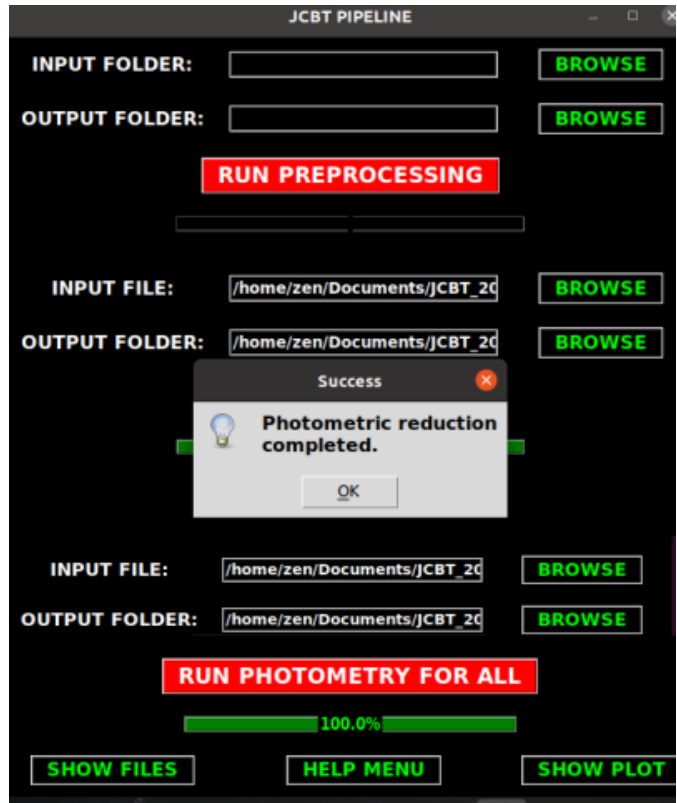 JCBT PIPELINE
INPUT FOLDER: BROWSE
OUTPUT FOLDER: BROWSE
RUN PREPROCESSING
INPUT FILE: /home/zen/Documents/JCBT_20 BROWSE
OUTPUT FOLDER: /home/zen/Documents/JCBT_20 BROWSE
Success
Photometric reduction
completed.
OK
INPUT FILE: /home/zen/Documents/JCBT_20 BROWSE
OUTPUT FOLDER: /home/zen/Documents/JCBT_20 BROWSE
RUN PHOTOMETRY FOR ALL
100.0%
SHOW FILES HELP MENU SHOW PLOT